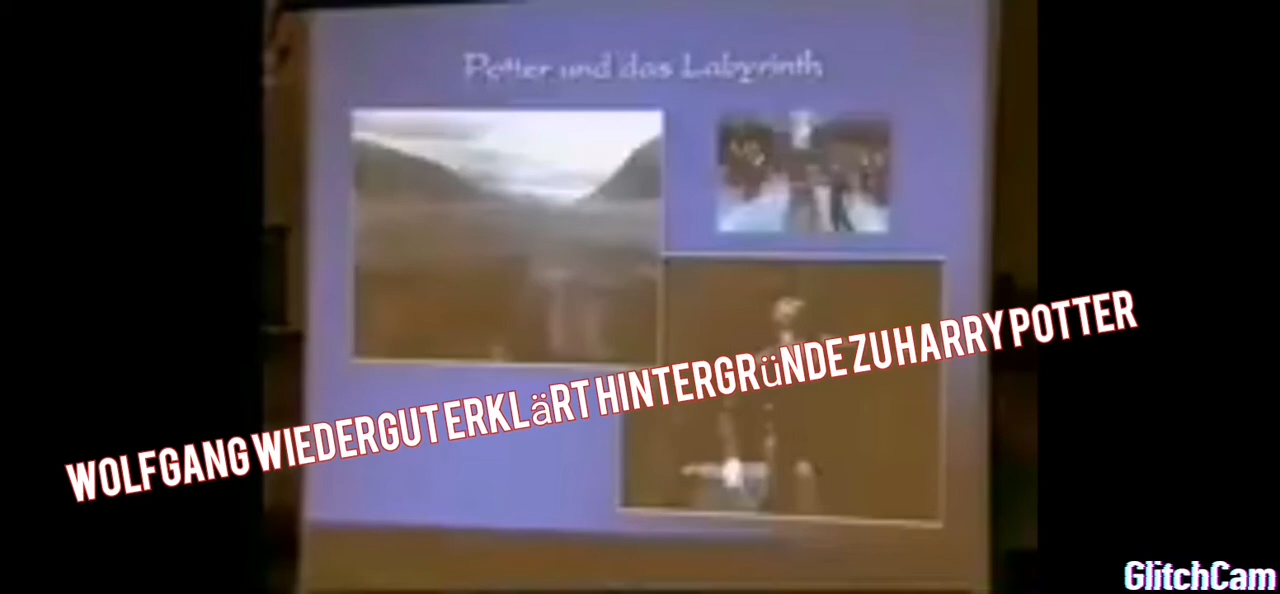 Potter und das Labyrinth
WOLFGANG WIEDERGUT ERKLäRT HINTERGRüNDE ZU HARRY POTTER
GlitchCam